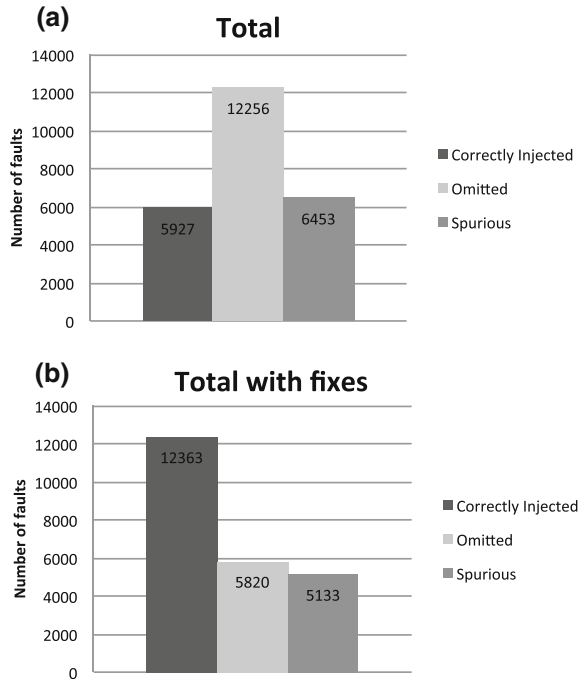 (a)
Total
14000
12000
10000
8000
6000
4000
2000
0
Number of faults
5927
12256
6453
Correctly Injected
Omitted
Spurious
(b)
Total with fixes
14000
12000
10000
8000
6000
4000
2000
0
Number of faults
12363
5820
5133
Correctly Injected
Omitted
Spurious